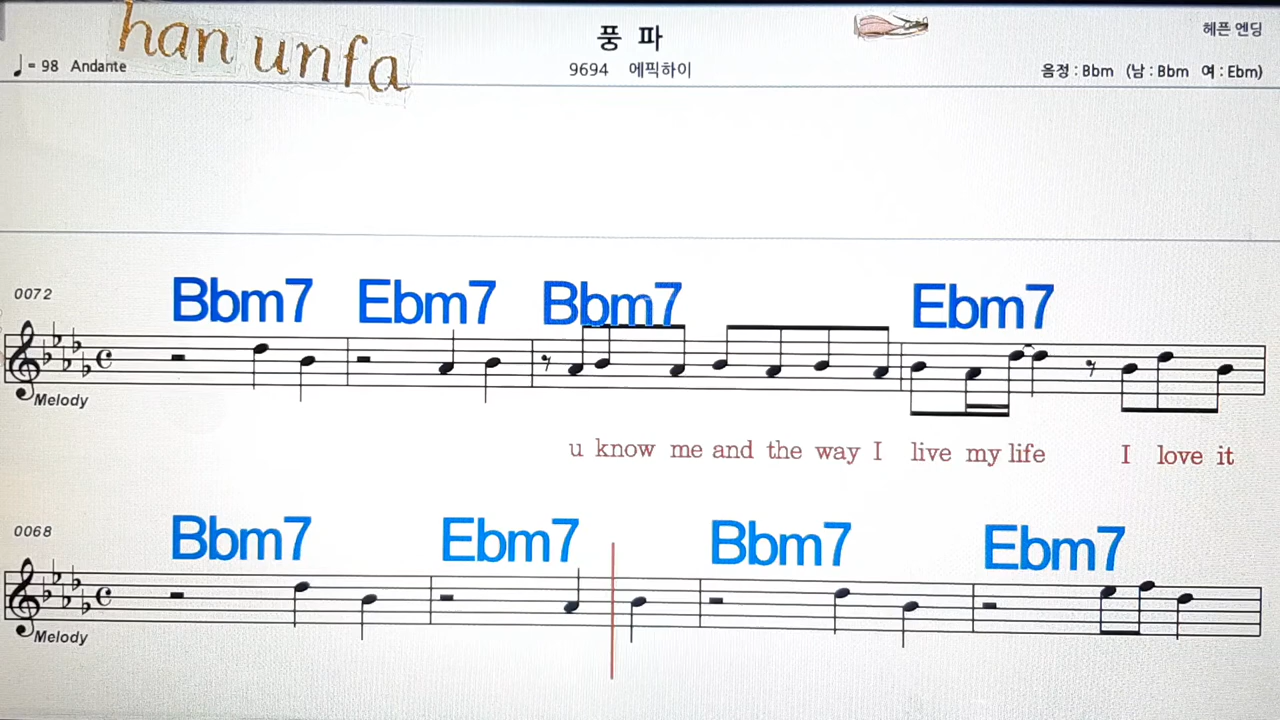 han unfa
풍 파
헤픈 엔딩
♩= 98 Andante
9694 에픽하이
음정 : Bbm (남 : Bbm 여 : Ebm)
Bbm7 Ebm7 Bbm7 Ebm7
0072
Melody
u know me and the way I live my life I love it
Bbm7 Ebm7 Bbm7 Ebm7
0068
Melody